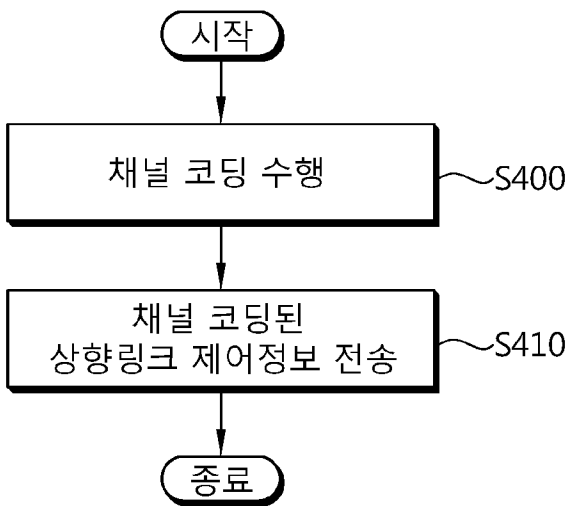 시작
채널 코딩 수행
S400
채널 코딩된
상향링크 제어정보 전송
S410
종료